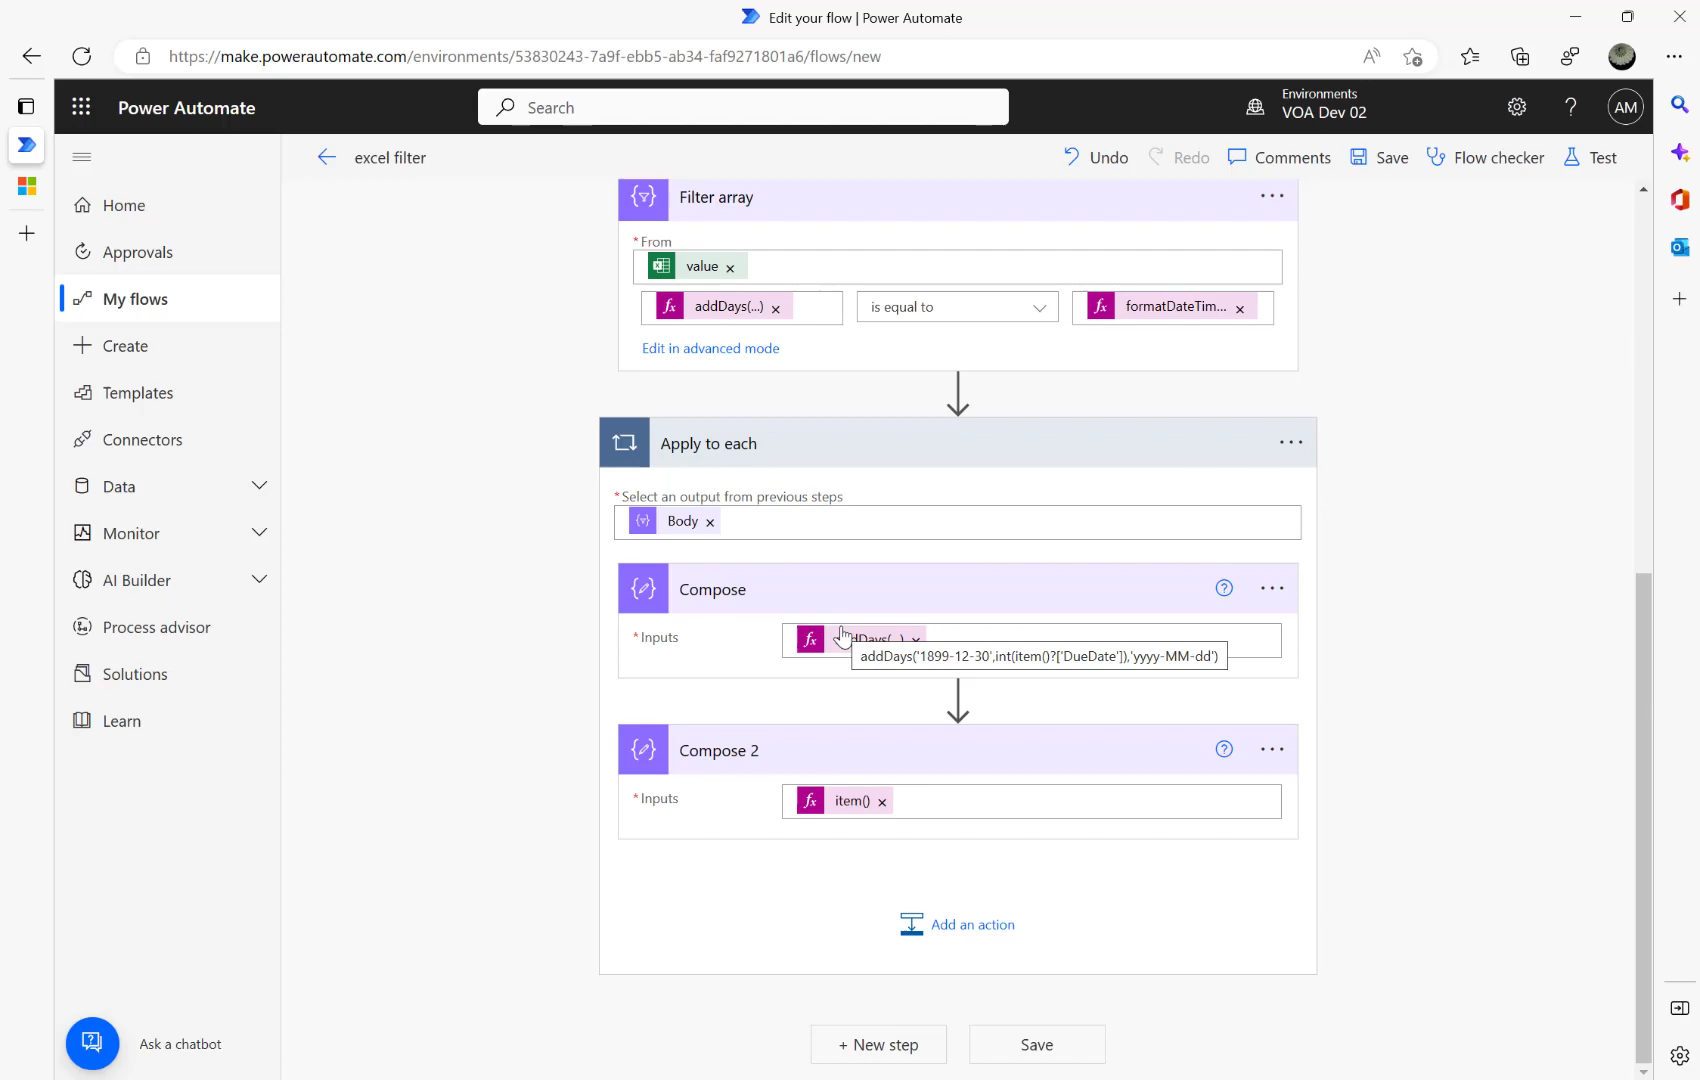 Edit your flow | Power Automate
https://make.powerautomate.com/environments/53830243-7a9f-ebb5-ab34-faf9271801a6/flows/new
Power Automate
Search
Environments
VOA Dev 02
AM
excel filter
Undo
Redo
Comments
Save
Flow checker
Test
Home
Approvals
My flows
Create
Templates
Connectors
Data
Monitor
AI Builder
Process advisor
Solutions
Learn
Ask a chatbot
Filter array
* From
value
addDays(...)
is equal to
formatDateTim...
Edit in advanced mode
Apply to each
* Select an output from previous steps
Body
Compose
* Inputs
addDays('1899-12-30',int(item()?['DueDate']),'yyyy-MM-dd')
Compose 2
* Inputs
item()
Add an action
+ New step
Save